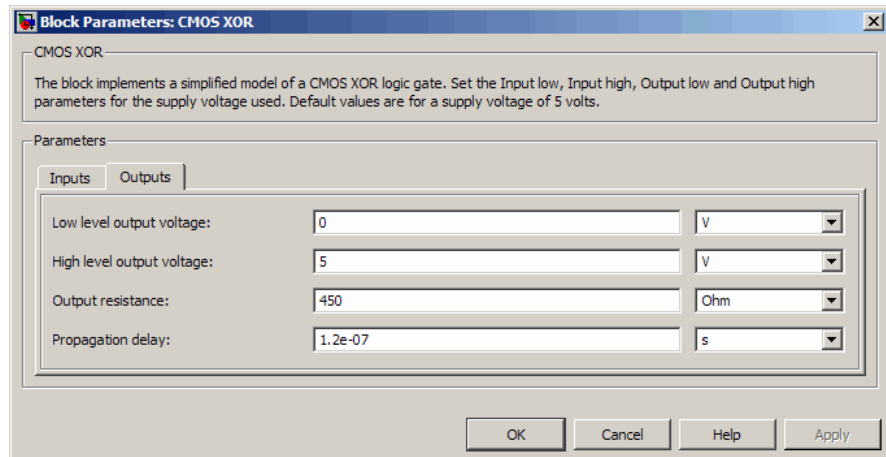 Block Parameters: CMOS XOR
CMOS XOR
The block implements a simplified model of a CMOS XOR logic gate. Set the Input low, Input high, Output low and Output high
parameters for the supply voltage used. Default values are for a supply voltage of 5 volts.
Parameters
Inputs Outputs
Low level output voltage: 0 V
High level output voltage: 5 V
Output resistance: 450 Ohm
Propagation delay: 1.2e-07 s
OK Cancel Help Apply